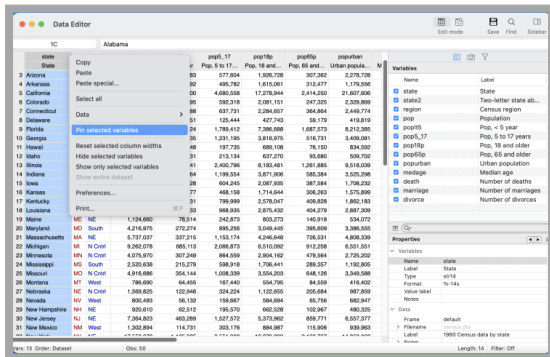 Data Editor
Edit mode Save Find Sidebar
1C Alabama
state pop5_17 pop18p pop65p popurban
State Pop, 5 to 17... Pop, 18 and... Pop, 65 and... Urban popula...
3 Arizona 577,604 1,926,728 307,362 2,278,728
4 Arkansas 495,782 1,615,061 312,477 1,179,556
5 California 4,680,558 17,278,944 2,414,250 21,607,606
6 Colorado 592,318 2,081,151 247,325 2,329,869
7 Connecticut 637,731 2,284,657 364,864 2,449,774
8 Delaware 125,444 427,743 59,179 419,819
9 Florida 1,789,412 7,386,688 1,687,573 8,212,385
10 Georgia 1,231,195 3,816,975 516,731 3,409,081
11 Hawaii 197,735 689,108 76,150 834,592
12 Idaho 213,134 637,270 93,680 509,702
13 Illinois 2,400,796 8,183,481 1,261,885 9,518,039
14 Indiana 1,199,554 3,871,906 585,384 3,525,298
15 Iowa 604,245 2,087,935 387,584 1,708,232
16 Kansas 468,158 1,714,644 306,263 1,575,899
17 Kentucky 799,999 2,578,047 409,828 1,862,183
18 Louisiana 968,935 2,875,432 404,279 2,887,309
19 Maine ME NE 1,124,660 78,514 242,873 803,273 140,918 534,072
20 Maryland MD South 4,216,975 272,274 895,256 3,049,445 395,609 3,386,555
21 Massachusetts MA NE 5,737,037 337,215 1,153,174 4,246,648 726,531 4,808,339
22 Michigan MI N Cntrl 9,262,078 685,113 2,066,873 6,510,092 912,258 6,551,551
23 Minnesota MN N Cntrl 4,075,970 307,249 864,559 2,904,162 479,564 2,725,202
24 Mississippi MS South 2,520,638 215,279 598,918 1,706,441 289,357 1,192,805
25 Missouri MO N Cntrl 4,916,686 354,144 1,008,339 3,554,203 648,126 3,349,588
26 Montana MT West 786,690 64,455 167,440 554,795 84,559 416,402
27 Nebraska NE N Cntrl 1,569,825 122,946 324,224 1,122,655 205,684 987,859
28 Nevada NV West 800,493 56,132 159,667 584,694 65,756 682,947
29 New Hampshire NH NE 920,610 62,512 195,570 662,528 102,967 480,325
30 New Jersey NJ NE 7,364,823 463,289 1,527,572 5,373,962 859,771 6,557,377
31 New Mexico NM West 1,302,894 114,731 303,176 884,987 115,906 939,963
Copy
Paste
Paste special...
Select all
Data
Pin selected variables
Reset selected column widths
Hide selected variables
Show only selected variables
Show entire dataset
Preferences...
Print... ⌘P
Variables
Name Label
state State
state2 Two-letter state ab...
region Census region
pop Population
poplt5 Pop, < 5 year
pop5_17 Pop, 5 to 17 years
pop18p Pop, 18 and older
pop65p Pop, 65 and older
popurban Urban population
medage Median age
death Number of deaths
marriage Number of marriages
divorce Number of divorces
Properties
Variables
Name state
Label State
Type str14
Format %-14s
Value label
Notes
Data
Frame default
Filename census.dta
Label 1980 Census data by state
Notes
Vars: 13 Order: Dataset Obs: 50 Length: 14 Filter: Off